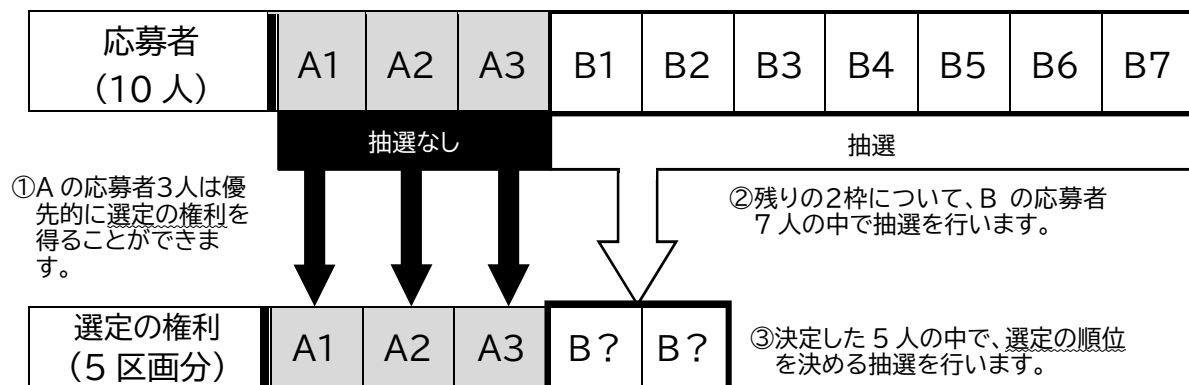 応募者
(10人)
A1 A2 A3 B1 B2 B3 B4 B5 B6 B7
抽選なし
抽選
①A の応募者3人は優
先的に選定の権利を
得ることができま
す。
②残りの2枠について、B の応募者
7人の中で抽選を行います。
選定の権利
(5区画分)
A1 A2 A3 B? B?
③決定した5人の中で、選定の順位
を決める抽選を行います。